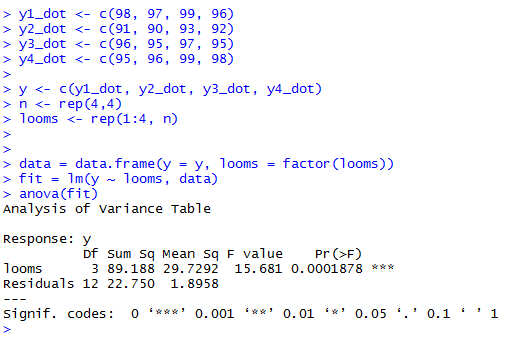 > y1_dot <- c(98, 97, 99, 96)
> y2_dot <- c(91, 90, 93, 92)
> y3_dot <- c(96, 95, 97, 95)
> y4_dot <- c(95, 96, 99, 98)
>
> y <- c(y1_dot, y2_dot, y3_dot, y4_dot)
> n <- rep(4,4)
> looms <- rep(1:4, n)
>
>
> data = data.frame(y = y, looms = factor(looms))
> fit = lm(y ~ looms, data)
> anova(fit)
Analysis of Variance Table
Response: y
Df Sum Sq Mean Sq F value Pr(>F)
looms 3 89.188 29.7292 15.681 0.0001878 ***
Residuals 12 22.750 1.8958
---
Signif. codes: 0 ‘***’ 0.001 ‘**’ 0.01 ‘*’ 0.05 ‘.’ 0.1 ‘ ’ 1
>